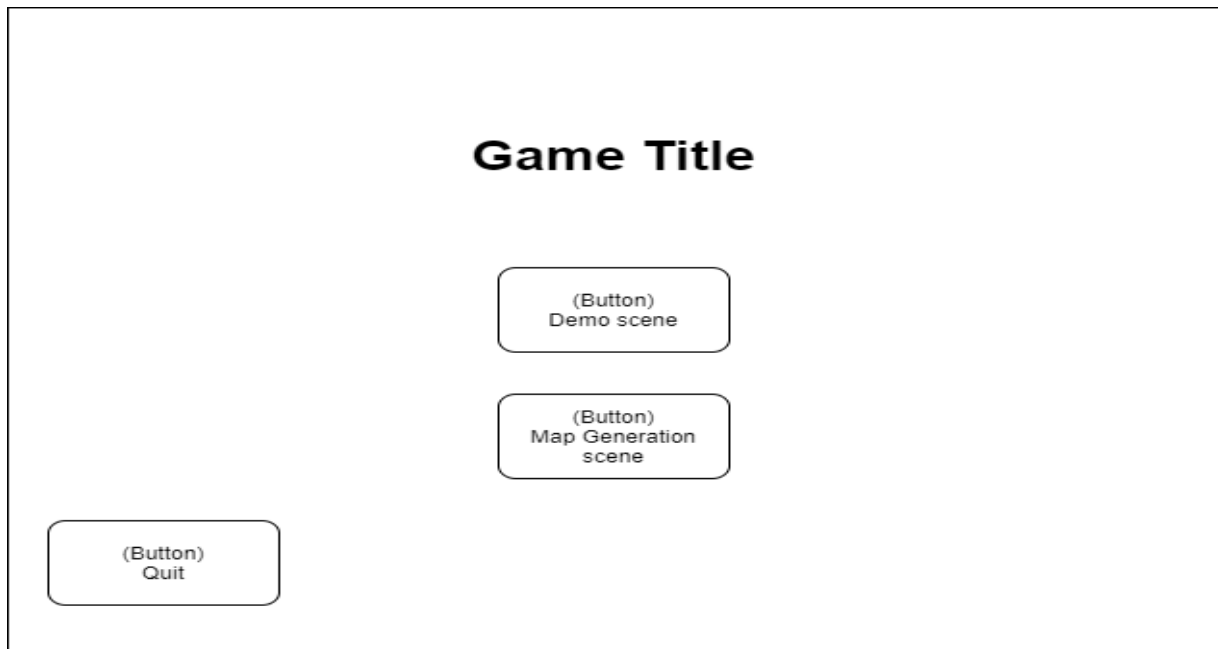 Game Title
(Button)
Demo scene
(Button)
Map Generation
scene
(Button)
Quit